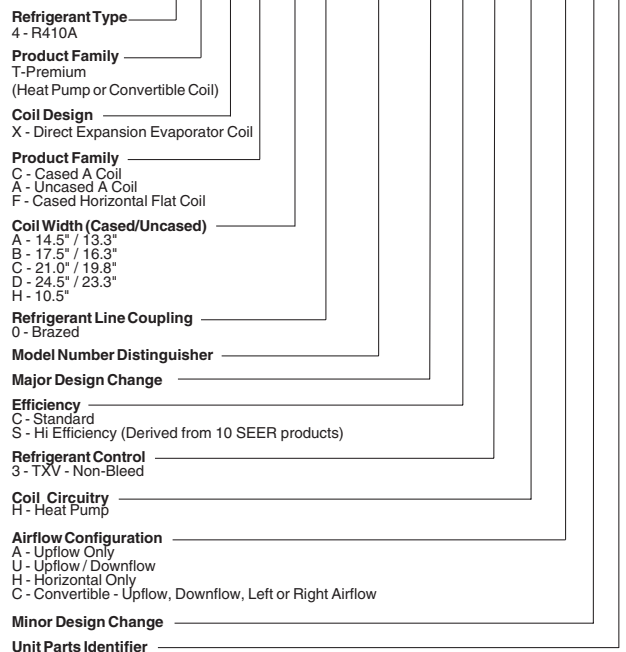 Refrigerant Type
4 - R410A
Product Family
T-Premium
(Heat Pump or Convertible Coil)
Coil Design
X - Direct Expansion Evaporator Coil
Product Family
C - Cased A Coil
A - Uncased A Coil
F - Cased Horizontal Flat Coil
Coil Width (Cased/Uncased)
A - 14.5" / 13.3"
B - 17.5" / 16.3"
C - 21.0" / 19.8"
D - 24.5" / 23.3"
H - 10.5"
Refrigerant Line Coupling
0 - Brazed
Model Number Distinguisher
Major Design Change
Efficiency
C - Standard
S - Hi Efficiency (Derived from 10 SEER products)
Refrigerant Control
3 - TXV - Non-Bleed
Coil Circuitry
H - Heat Pump
Airflow Configuration
A - Upflow Only
U - Upflow / Downflow
H - Horizontal Only
C - Convertible - Upflow, Downflow, Left or Right Airflow
Minor Design Change
Unit Parts Identifier